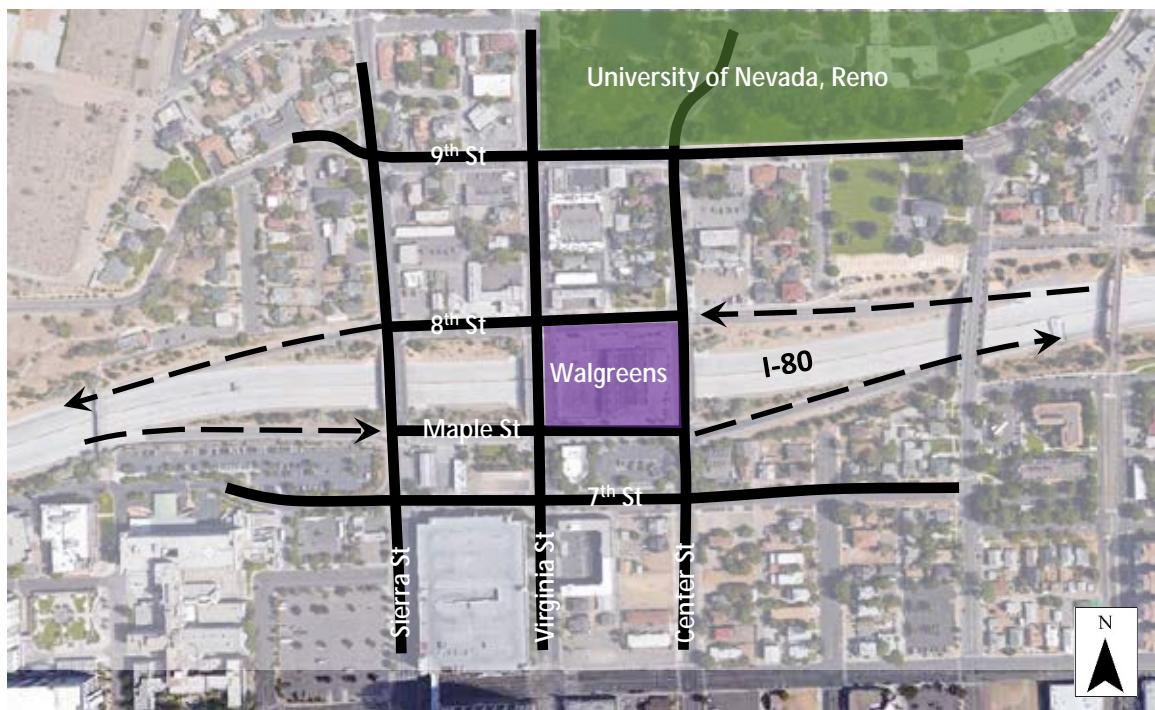 University of Nevada, Reno
9th St
8th St
Walgreens
I-80
Maple St
7th St
Sierra St
Virginia St
Center St
N